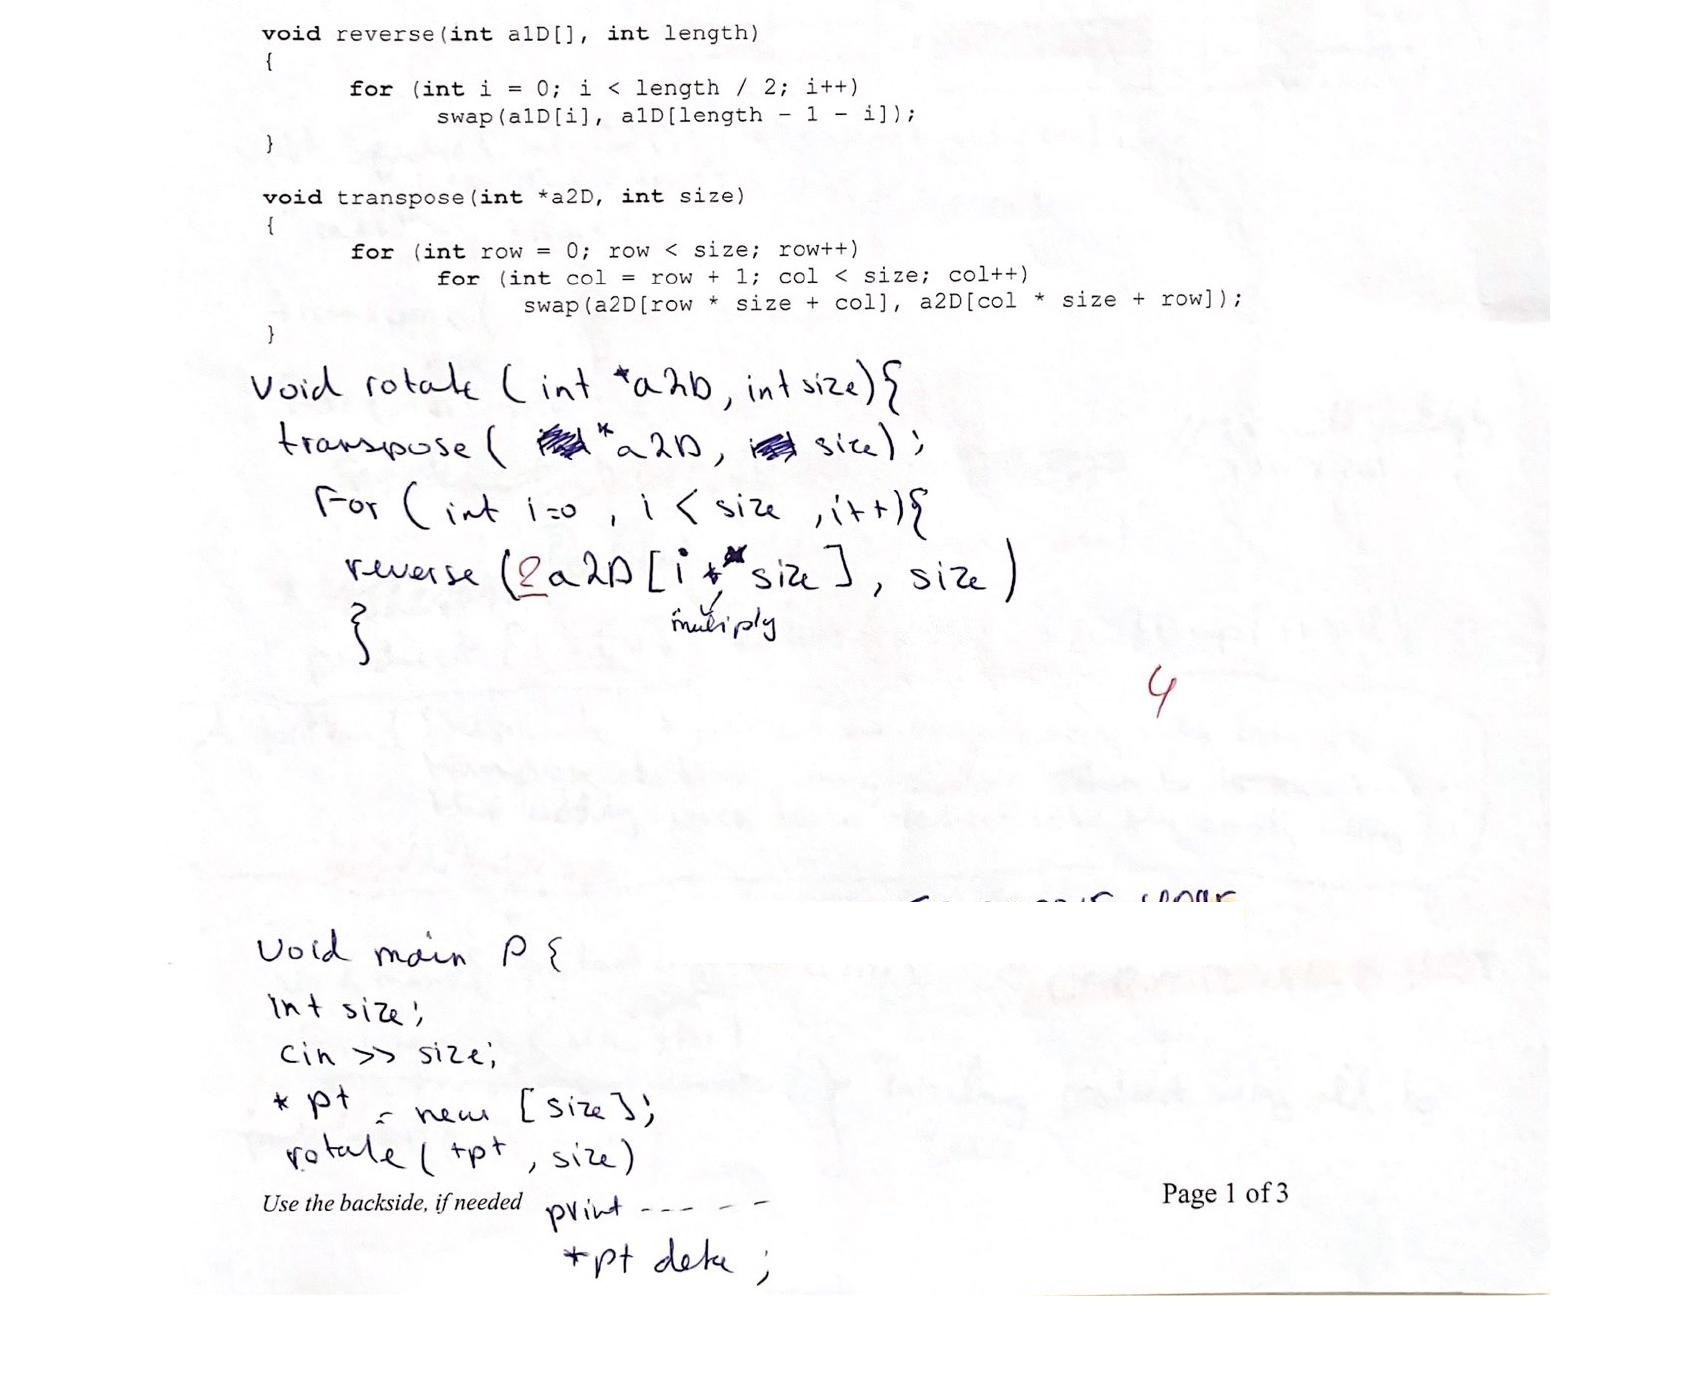 void reverse(int a1D[], int length)
{
for (int i = 0; i < length / 2; i++)
swap(a1D[i], a1D[length - 1 - i]);
}
void transpose(int *a2D, int size)
{
for (int row = 0; row < size; row++)
for (int col = row + 1; col < size; col++)
swap(a2D[row * size + col], a2D[col * size + row]);
}
void rotate (int *a2D, int size){
transpose( *a2D, size);
For (int i=0 , i < size , i++){
reverse ( a2D[i * size], size)
multiply
}
4
void main {
int size;
cin >> size;
* pt = new [size];
rotate( *pt , size)
Use the backside, if needed
print --- - -
Page 1 of 3
*pt ;